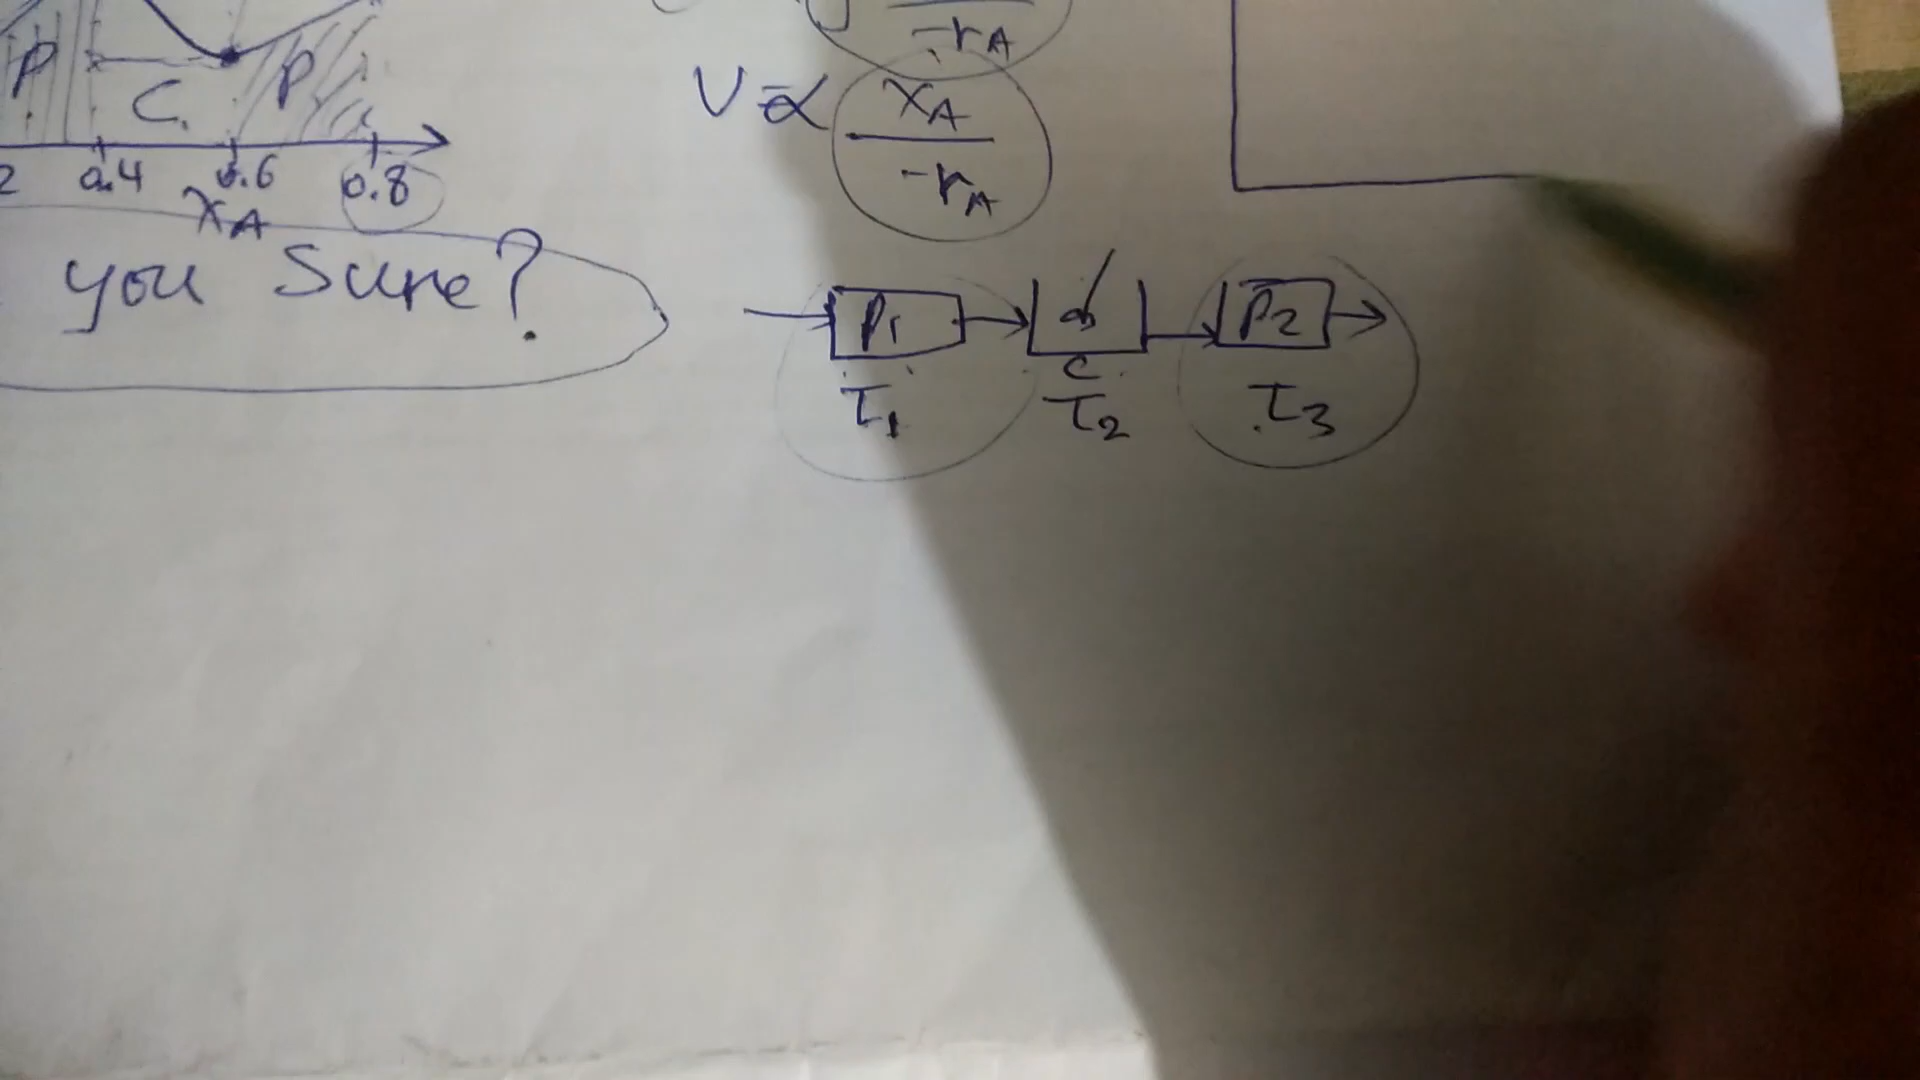 P C. P
2 0.4 0.6 0.8
XA
you Sure?
-rA
V ∝ XA
-rA
P1 C P2
τ1 τ2 τ3